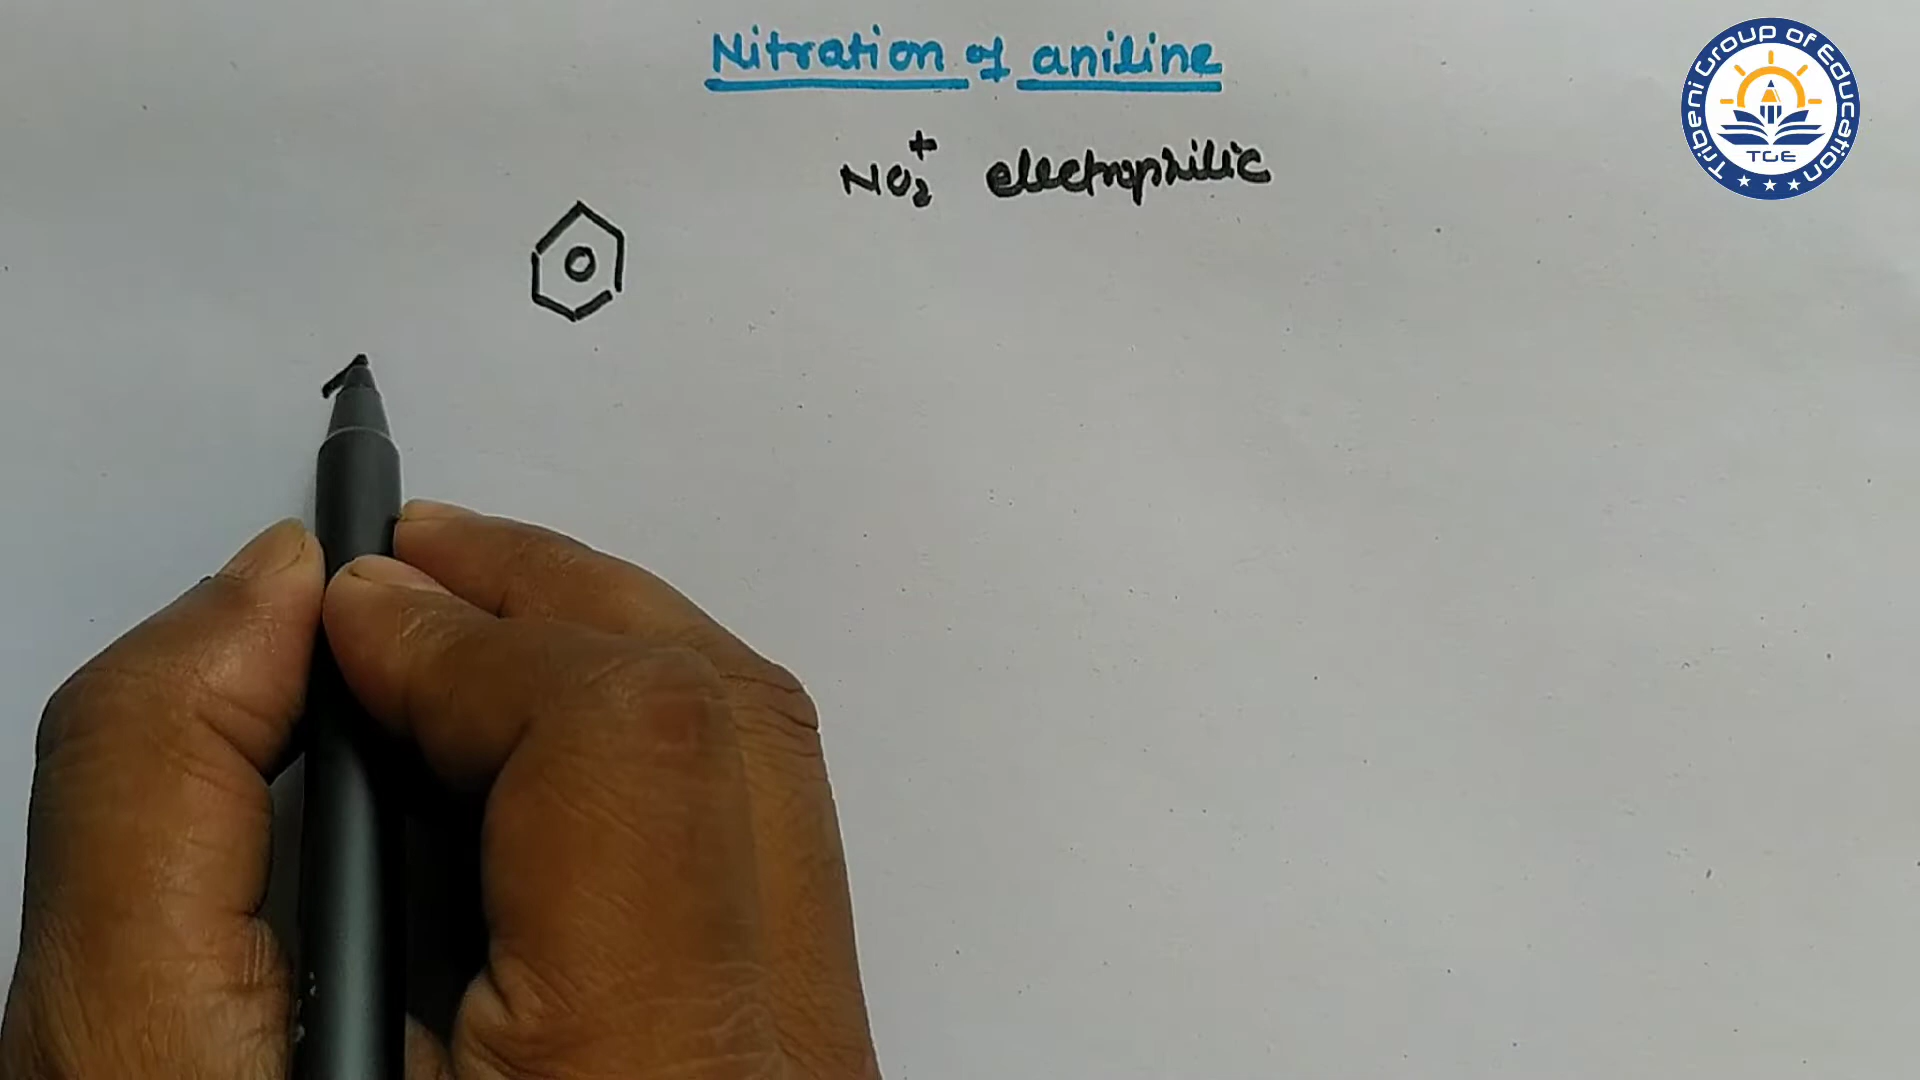 Nitration of aniline
NO₂⁺ electrophilic
Tribeni Group of Education
TGE